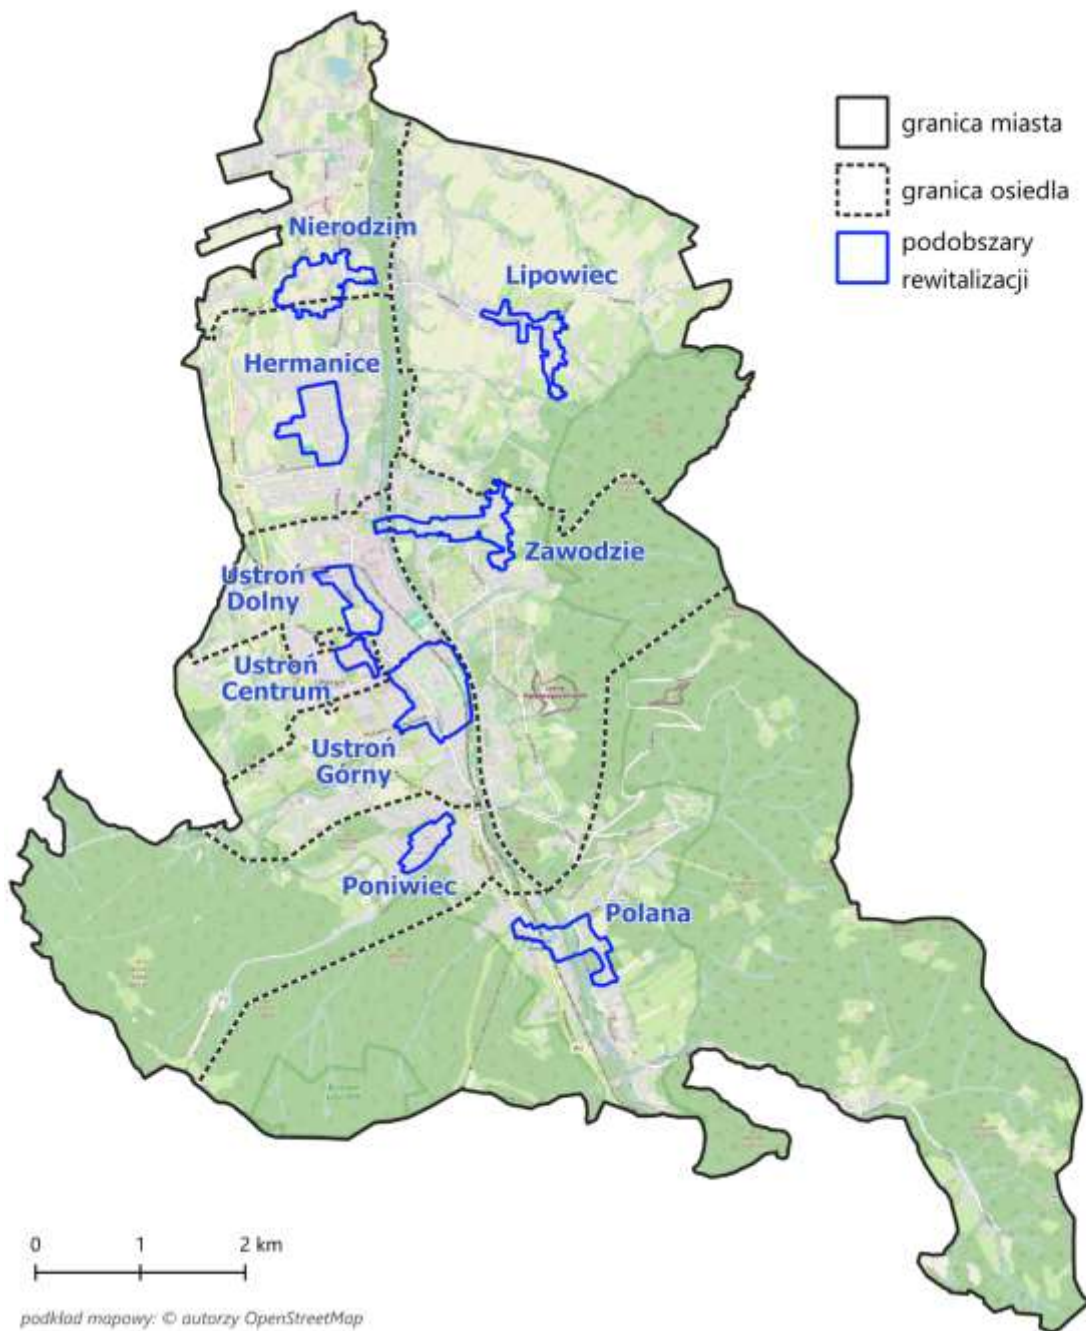 granica miasta
granica osiedla
podobszary
rewitalizacji
Nierodzim
Lipowiec
Hermanice
Zawodzie
Ustroń
Dolny
Ustroń
Centrum
Ustroń
Górny
Poniwiec
Polana
0 1 2 km
podkład mapowy: © autorzy OpenStreetMap